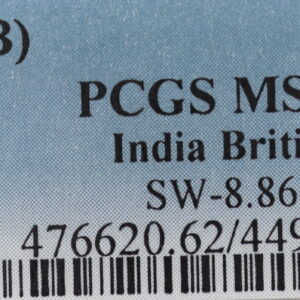 B)
PCGS MS
India Briti
SW-8.86
476620.62/449